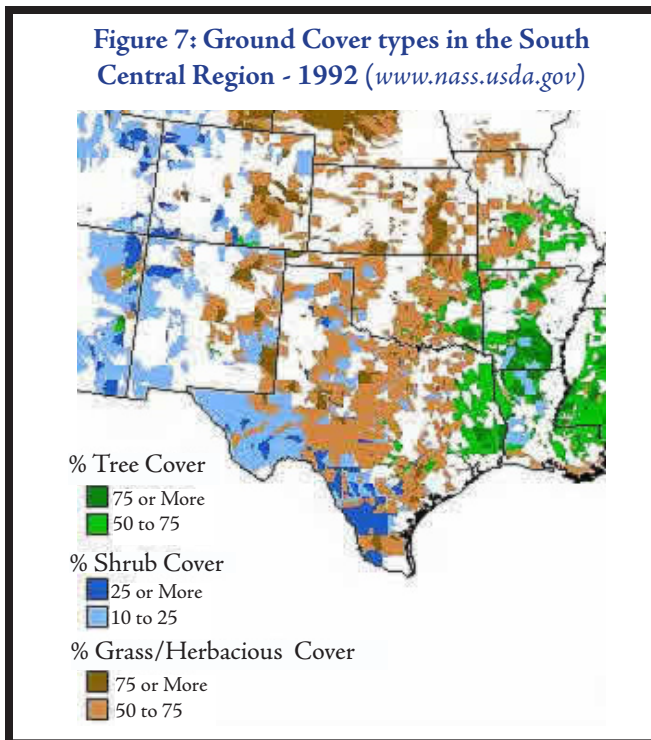 Figure 7: Ground Cover types in the South
Central Region - 1992 (www.nass.usda.gov)
% Tree Cover
75 or More
50 to 75
% Shrub Cover
25 or More
10 to 25
% Grass/Herbacious Cover
75 or More
50 to 75